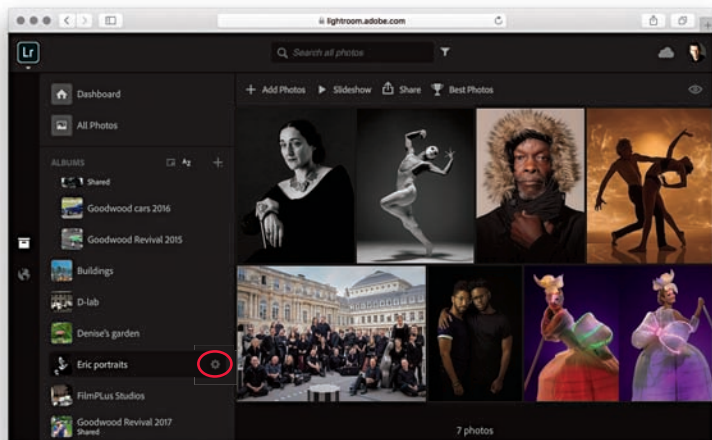 lightroom.adobe.com
Lr
Search all photos
Dashboard
All Photos
Add Photos
Slideshow
Share
Best Photos
ALBUMS
Shared
Goodwood cars 2016
Goodwood Revival 2015
Buildings
D-lab
Denise's garden
Eric portraits
FilmPLus Studios
Goodwood Revival 2017
Shared
7 photos